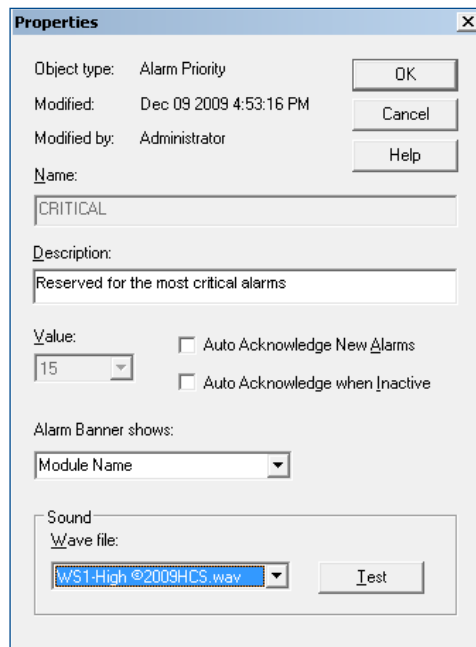 Properties
Object type: Alarm Priority
OK
Modified: Dec 09 2009 4:53:16 PM
Cancel
Modified by: Administrator
Help
Name:
CRITICAL
Description:
Reserved for the most critical alarms
Value:
Auto Acknowledge New Alarms
15
Auto Acknowledge when Inactive
Alarm Banner shows:
Module Name
Sound
Wave file:
WS1-High ©2009HCS.wav
Test